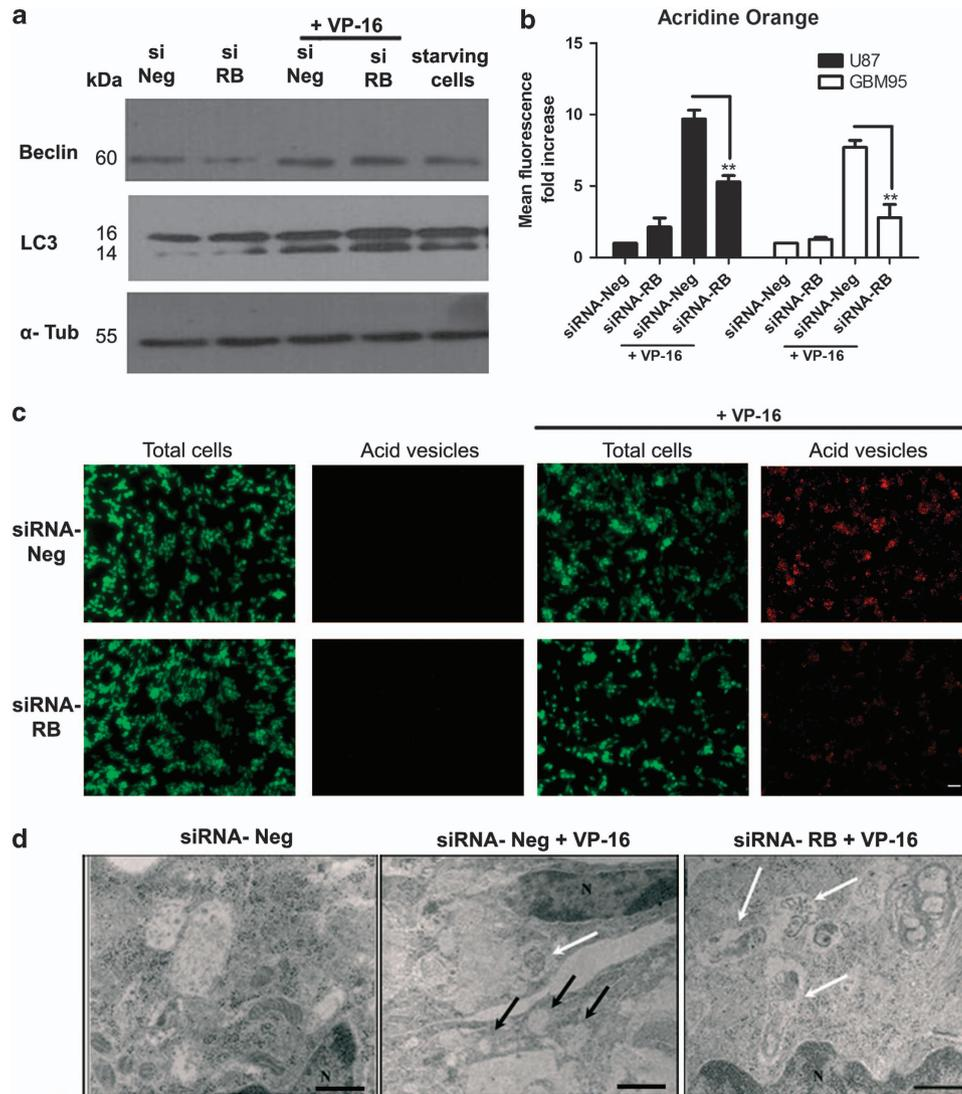 a
+ VP-16
si Neg
si RB
si Neg
si RB
starving cells
kDa
Beclin 60
LC3 16
14
α- Tub 55
b
Acridine Orange
Mean fluorescence
fold increase
15
10
5
0
U87
GBM95
**
**
siRNA-Neg
siRNA-RB
siRNA-Neg
siRNA-RB
siRNA-Neg
siRNA-RB
siRNA-Neg
siRNA-RB
+ VP-16
+ VP-16
c
+ VP-16
Total cells
Acid vesicles
Total cells
Acid vesicles
siRNA-
Neg
siRNA-
RB
d
siRNA- Neg
siRNA- Neg + VP-16
siRNA- RB + VP-16
N
N
N